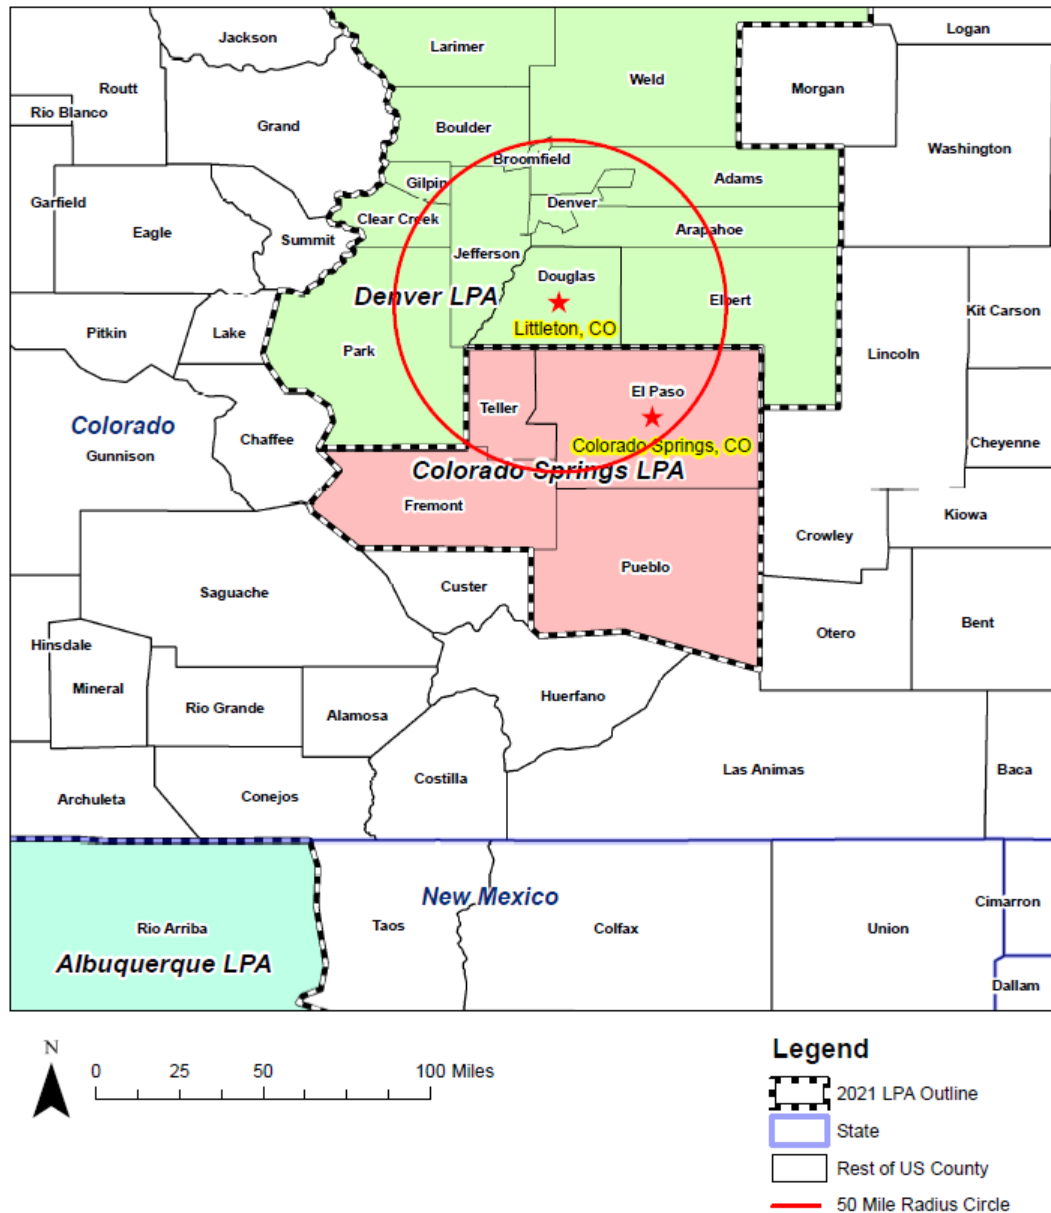 Jackson
Larimer
Logan
Routt
Weld
Morgan
Rio Blanco
Grand
Boulder
Washington
Broomfield
Gilpin
Adams
Garfield
Denver
Clear Creek
Eagle
Summit
Arapahoe
Jefferson
Douglas
Denver LPA
Elbert
Kit Carson
Littleton, CO
Pitkin
Lake
Park
Lincoln
El Paso
Teller
Colorado
Chaffee
Cheyenne
Colorado Springs, CO
Gunnison
Colorado Springs LPA
Fremont
Kiowa
Crowley
Pueblo
Custer
Saguache
Bent
Otero
Hinsdale
Mineral
Huerfano
Rio Grande
Alamosa
Las Animas
Baca
Costilla
Conejos
Archuleta
New Mexico
Cimarron
Rio Arriba
Taos
Colfax
Union
Albuquerque LPA
Dallam
N
0 25 50 100 Miles
Legend
2021 LPA Outline
State
Rest of US County
50 Mile Radius Circle